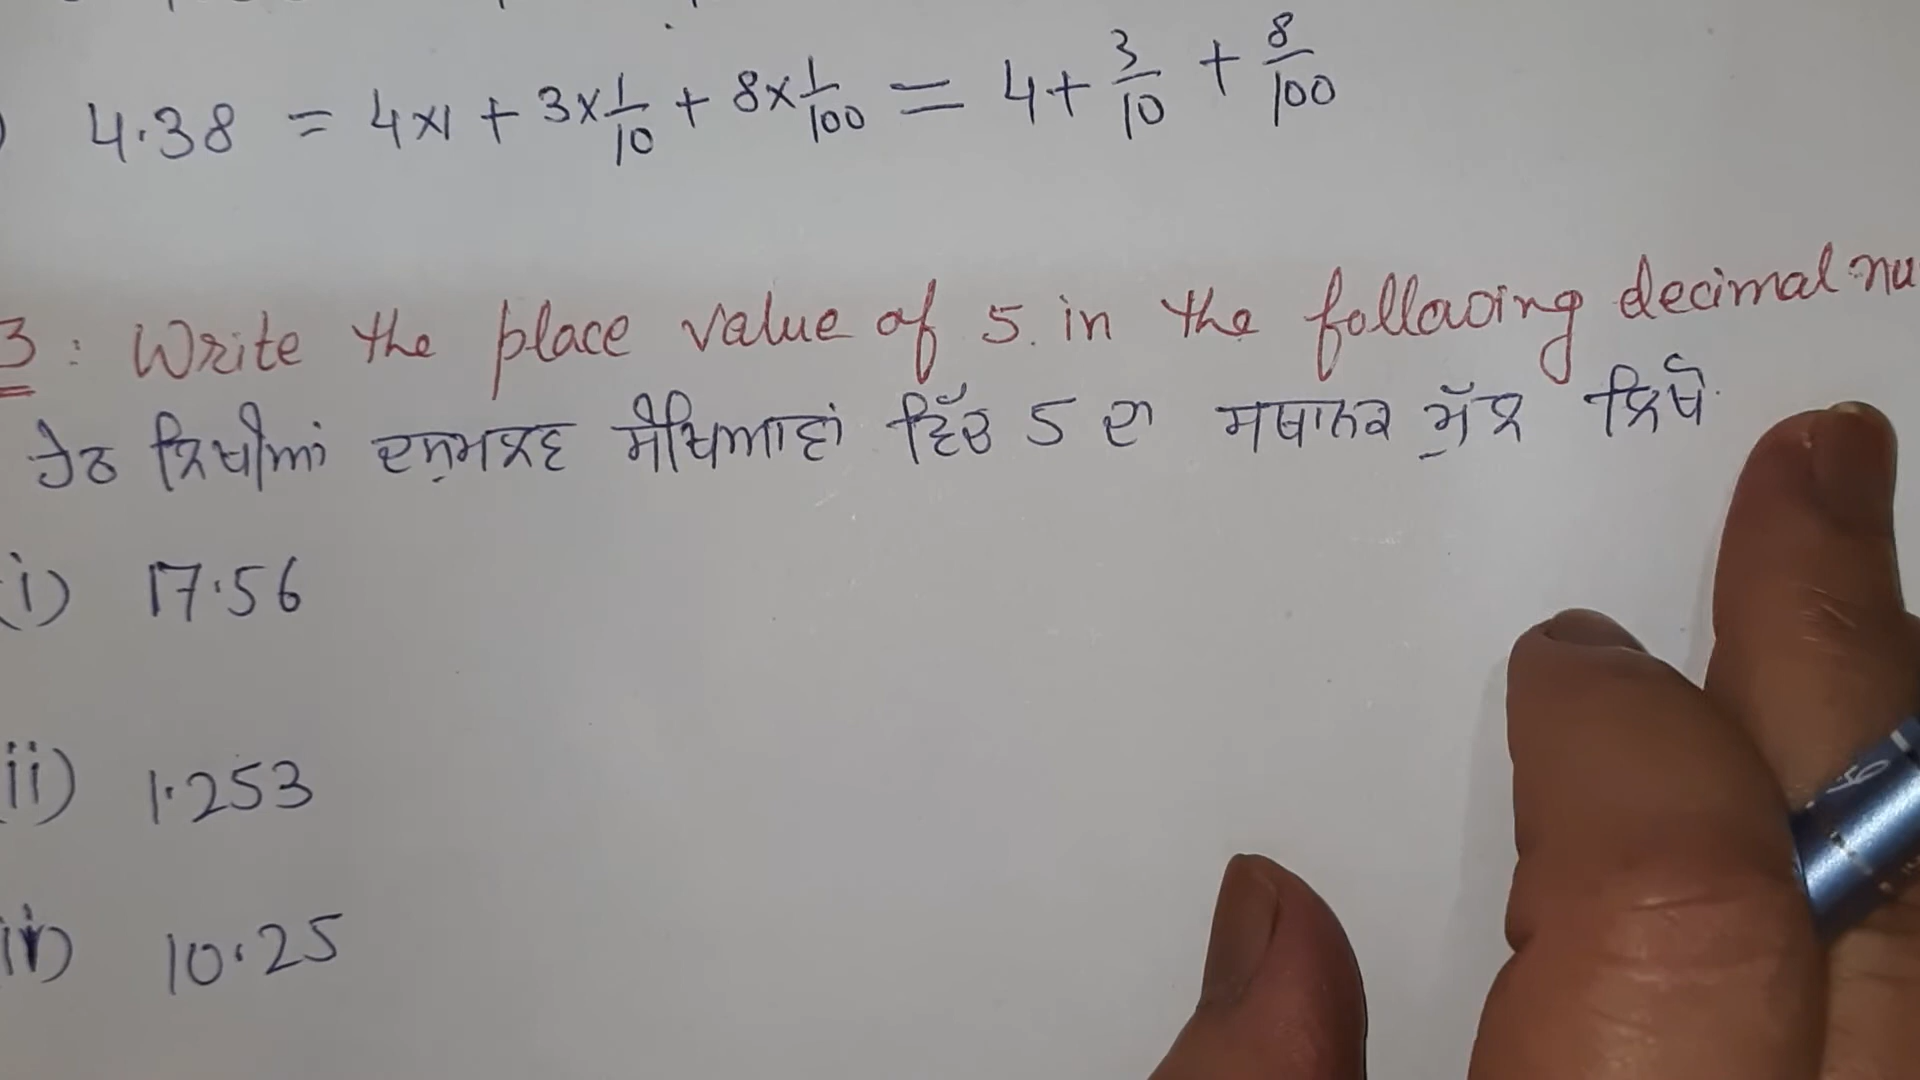 4.38 = 4×1 + 3×1/10 + 8×1/100 = 4 + 3/10 + 8/100
3: Write the place value of 5 in the following decimal nu
ਹੇਠ ਲਿਖੀਆਂ ਦਸ਼ਮਲਵ ਸੰਖਿਆਵਾਂ ਵਿੱਚ 5 ਦਾ ਸਥਾਨਕ ਮੁੱਲ ਲਿਖੋ.
i) 17.56
ii) 1.253
10.25